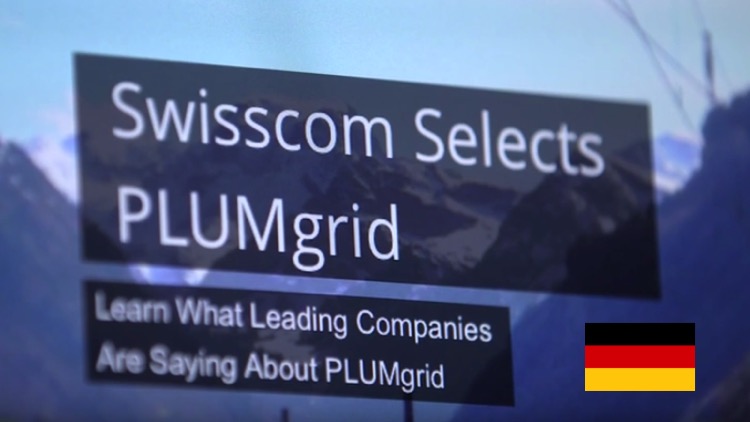 Swisscom Selects
PLUMgrid
Learn What Leading Companies
Are Saying About PLUMgrid